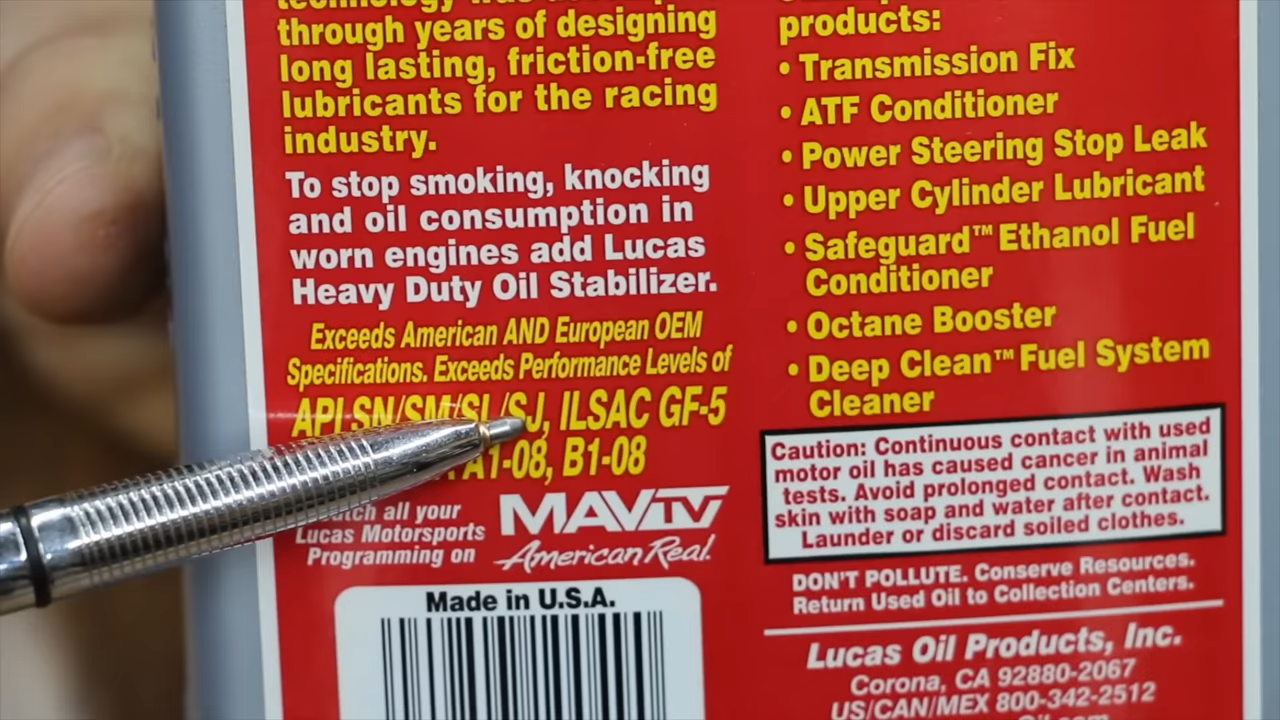 through years of designing
long lasting, friction-free
lubricants for the racing
industry.
To stop smoking, knocking
and oil consumption in
worn engines add Lucas
Heavy Duty Oil Stabilizer.
Exceeds American AND European OEM
Specifications. Exceeds Performance Levels of
API SN/SM/SL/SJ, ILSAC GF-5
A1-08, B1-08
all your
Lucas Motorsports
Programming on
MAVTV
American Real.
Made in U.S.A.
products:
• Transmission Fix
• ATF Conditioner
• Power Steering Stop Leak
• Upper Cylinder Lubricant
• Safeguard™ Ethanol Fuel
Conditioner
• Octane Booster
• Deep Clean™ Fuel System
Cleaner
Caution: Continuous contact with used
motor oil has caused cancer in animal
tests. Avoid prolonged contact. Wash
skin with soap and water after contact.
Launder or discard soiled clothes.
DON'T POLLUTE. Conserve Resources.
Return Used Oil to Collection Centers.
Lucas Oil Products, Inc.
Corona, CA 92880-2067
US/CAN/MEX 800-342-2512